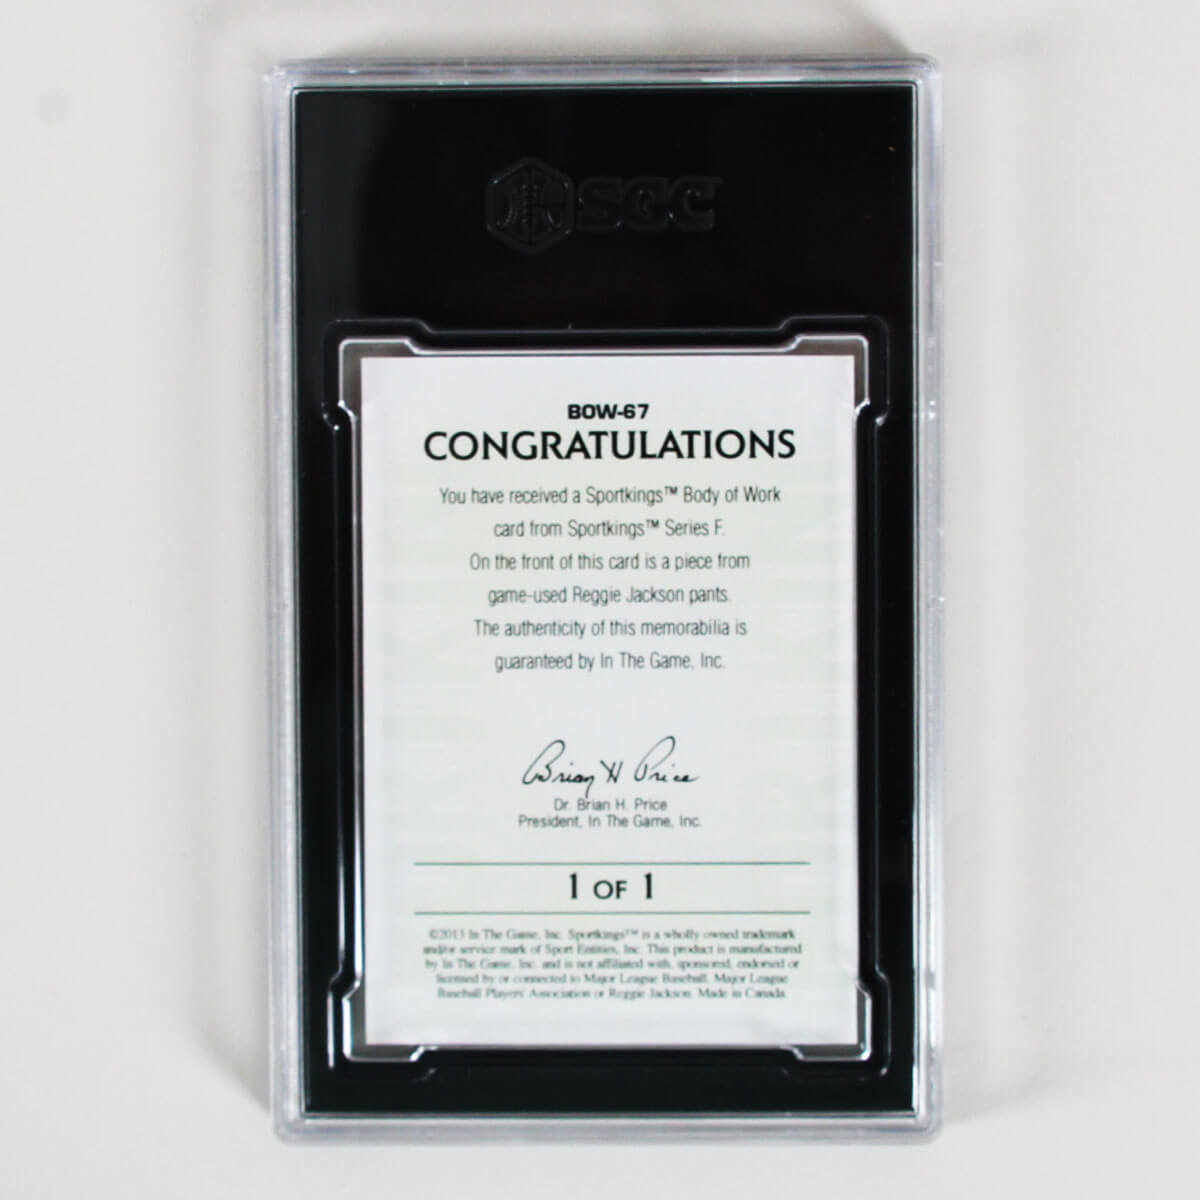 SGC
BOW-67
CONGRATULATIONS
You have received a Sportkings™ Body of Work
card from Sportkings™ Series F.
On the front of this card is a piece from
game-used Reggie Jackson pants.
The authenticity of this memorabilia is
guaranteed by In The Game, Inc.
Brian H Price
Dr. Brian H. Price
President, In The Game, Inc.
1 OF 1
©2013 In The Game, Inc. Sportkings™ is a wholly owned trademark
and/or service mark of Sport Entities, Inc. This product is manufactured
by In The Game, Inc. and is not affiliated with, sponsored, endorsed or
licensed by or connected to Major League Baseball, Major League
Baseball Players' Association or Reggie Jackson. Made in Canada.